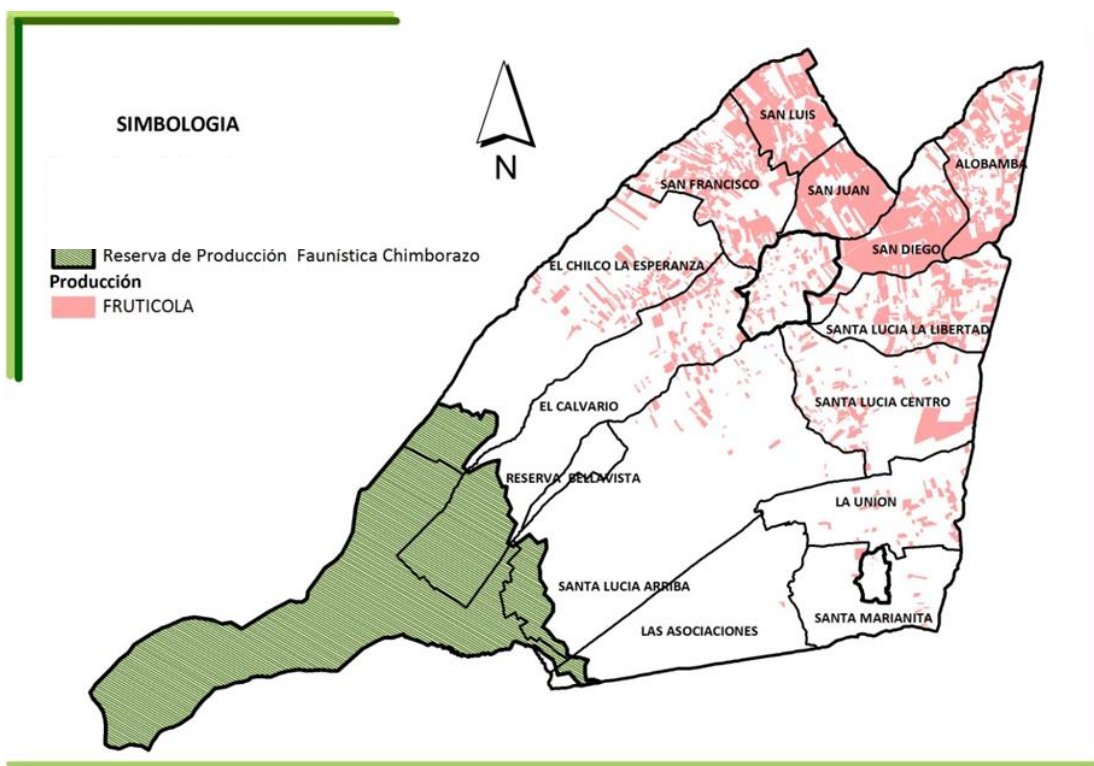 SIMBOLOGIA
N
Reserva de Producción Faunística Chimborazo
Producción
FRUTICOLA
SAN LUIS
ALOBAMBA
SAN FRANCISCO
SAN JUAN
SAN DIEGO
EL CHILCO LA ESPERANZA
SANTA LUCIA LA LIBERTAD
EL CALVARIO
SANTA LUCIA CENTRO
RESERVA BELLAVISTA
LA UNION
SANTA LUCIA ARRIBA
SANTA MARIANITA
LAS ASOCIACIONES